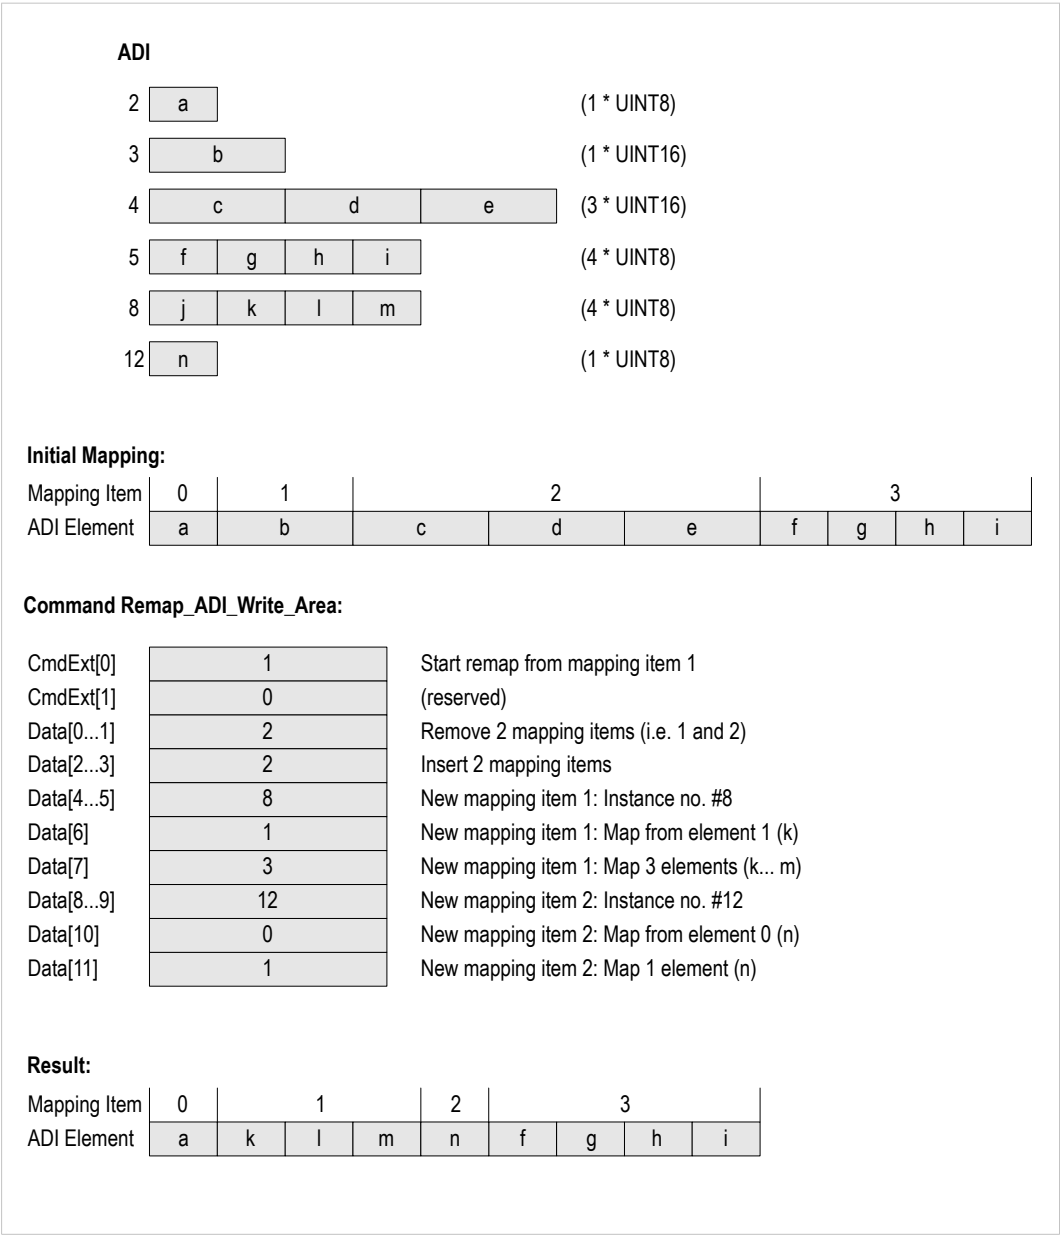 ADI
2 a (1 * UINT8)
3 b (1 * UINT16)
4 c d e (3 * UINT16)
5 f g h i (4 * UINT8)
8 j k l m (4 * UINT8)
12 n (1 * UINT8)
Initial Mapping:
Mapping Item 0 1 2 3
ADI Element a b c d e f g h i
Command Remap_ADI_Write_Area:
CmdExt[0] 1 Start remap from mapping item 1
CmdExt[1] 0 (reserved)
Data[0...1] 2 Remove 2 mapping items (i.e. 1 and 2)
Data[2...3] 2 Insert 2 mapping items
Data[4...5] 8 New mapping item 1: Instance no. #8
Data[6] 1 New mapping item 1: Map from element 1 (k)
Data[7] 3 New mapping item 1: Map 3 elements (k... m)
Data[8...9] 12 New mapping item 2: Instance no. #12
Data[10] 0 New mapping item 2: Map from element 0 (n)
Data[11] 1 New mapping item 2: Map 1 element (n)
Result:
Mapping Item 0 1 2 3
ADI Element a k l m n f g h i